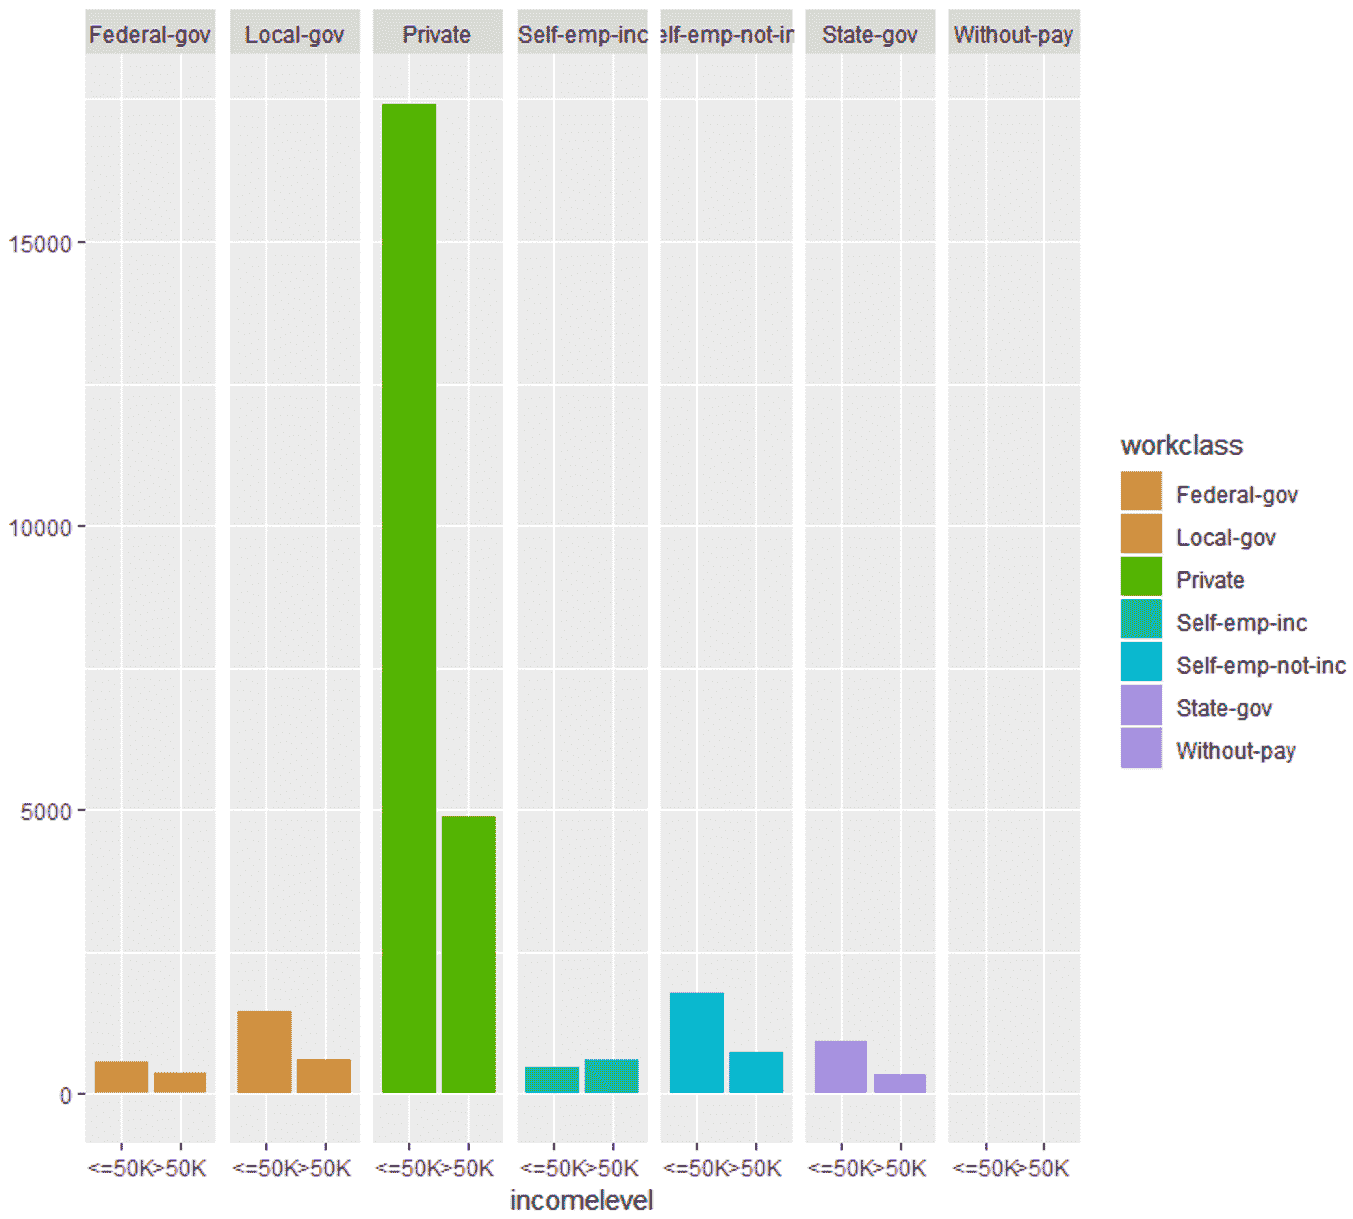 Federal-gov Local-gov Private Self-emp-inc elf-emp-not-in State-gov Without-pay
15000
10000
5000
0
<=50K >50K <=50K >50K <=50K >50K <=50K >50K <=50K >50K <=50K >50K <=50K >50K
incomelevel
workclass
Federal-gov
Local-gov
Private
Self-emp-inc
Self-emp-not-inc
State-gov
Without-pay